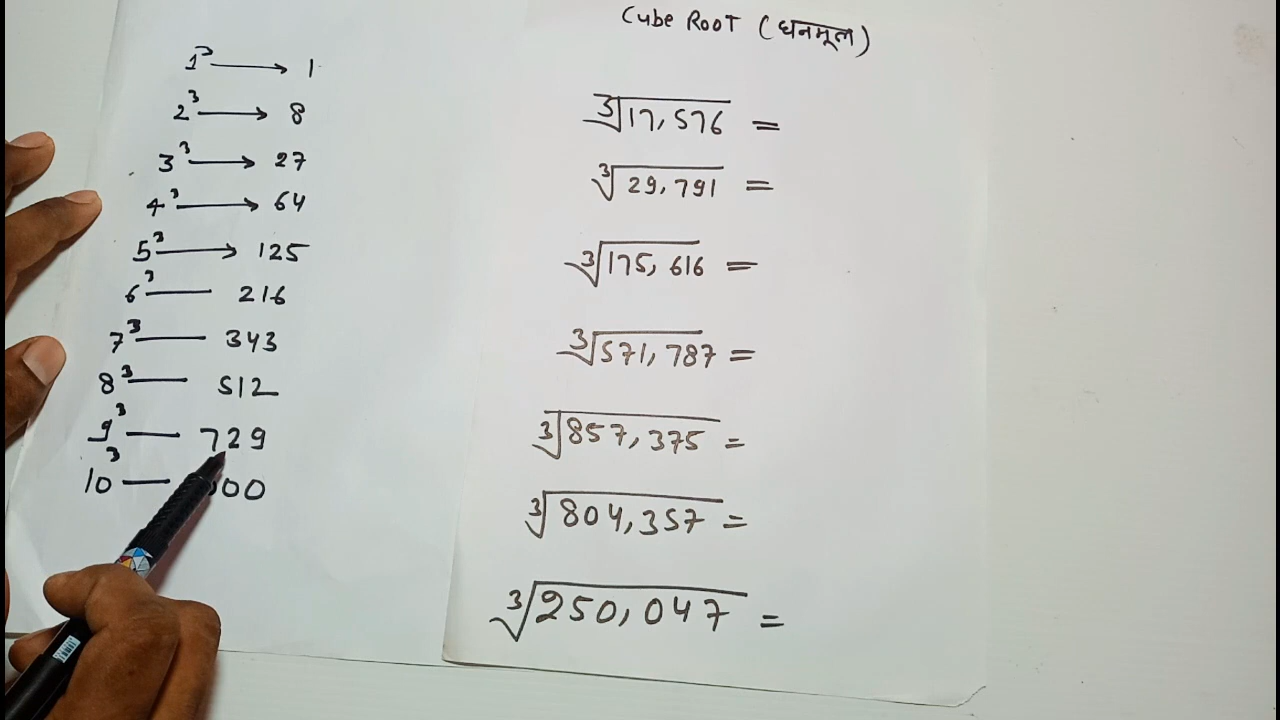 Cube Root (घनमूल)
1³ → 1
2³ → 8
3³ → 27
4³ → 64
5³ → 125
6³ — 216
7³ — 343
8³ — 512
9³ — 729
10³ — 000
∛17,576 =
∛29,791 =
∛175,616 =
∛571,787 =
∛857,375 =
∛804,357 =
∛250,047 =